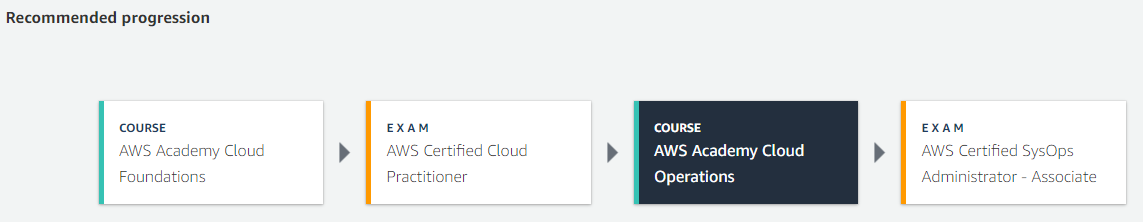 Recommended progression
COURSE
AWS Academy Cloud
Foundations
EXAM
AWS Certified Cloud
Practitioner
COURSE
AWS Academy Cloud
Operations
EXAM
AWS Certified SysOps
Administrator - Associate